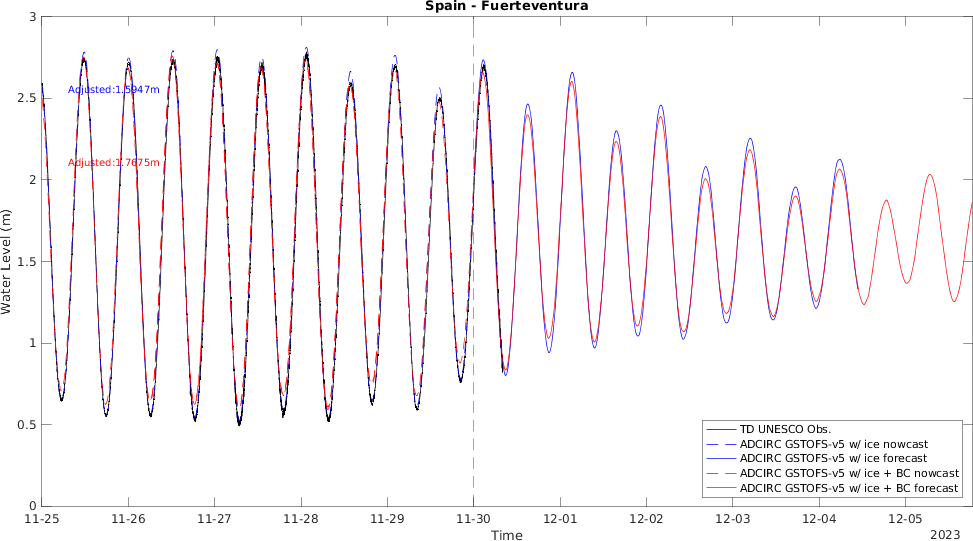 Spain - Fuerteventura
3
2.5
2
1.5
1
0.5
0
Water Level (m)
Adjusted:1.5947m
Adjusted:1.7675m
TD UNESCO Obs.
ADCIRC GSTOFS-v5 w/ ice nowcast
ADCIRC GSTOFS-v5 w/ ice forecast
ADCIRC GSTOFS-v5 w/ ice + BC nowcast
ADCIRC GSTOFS-v5 w/ ice + BC forecast
11-25 11-26 11-27 11-28 11-29 11-30 12-01 12-02 12-03 12-04 12-05
Time
2023